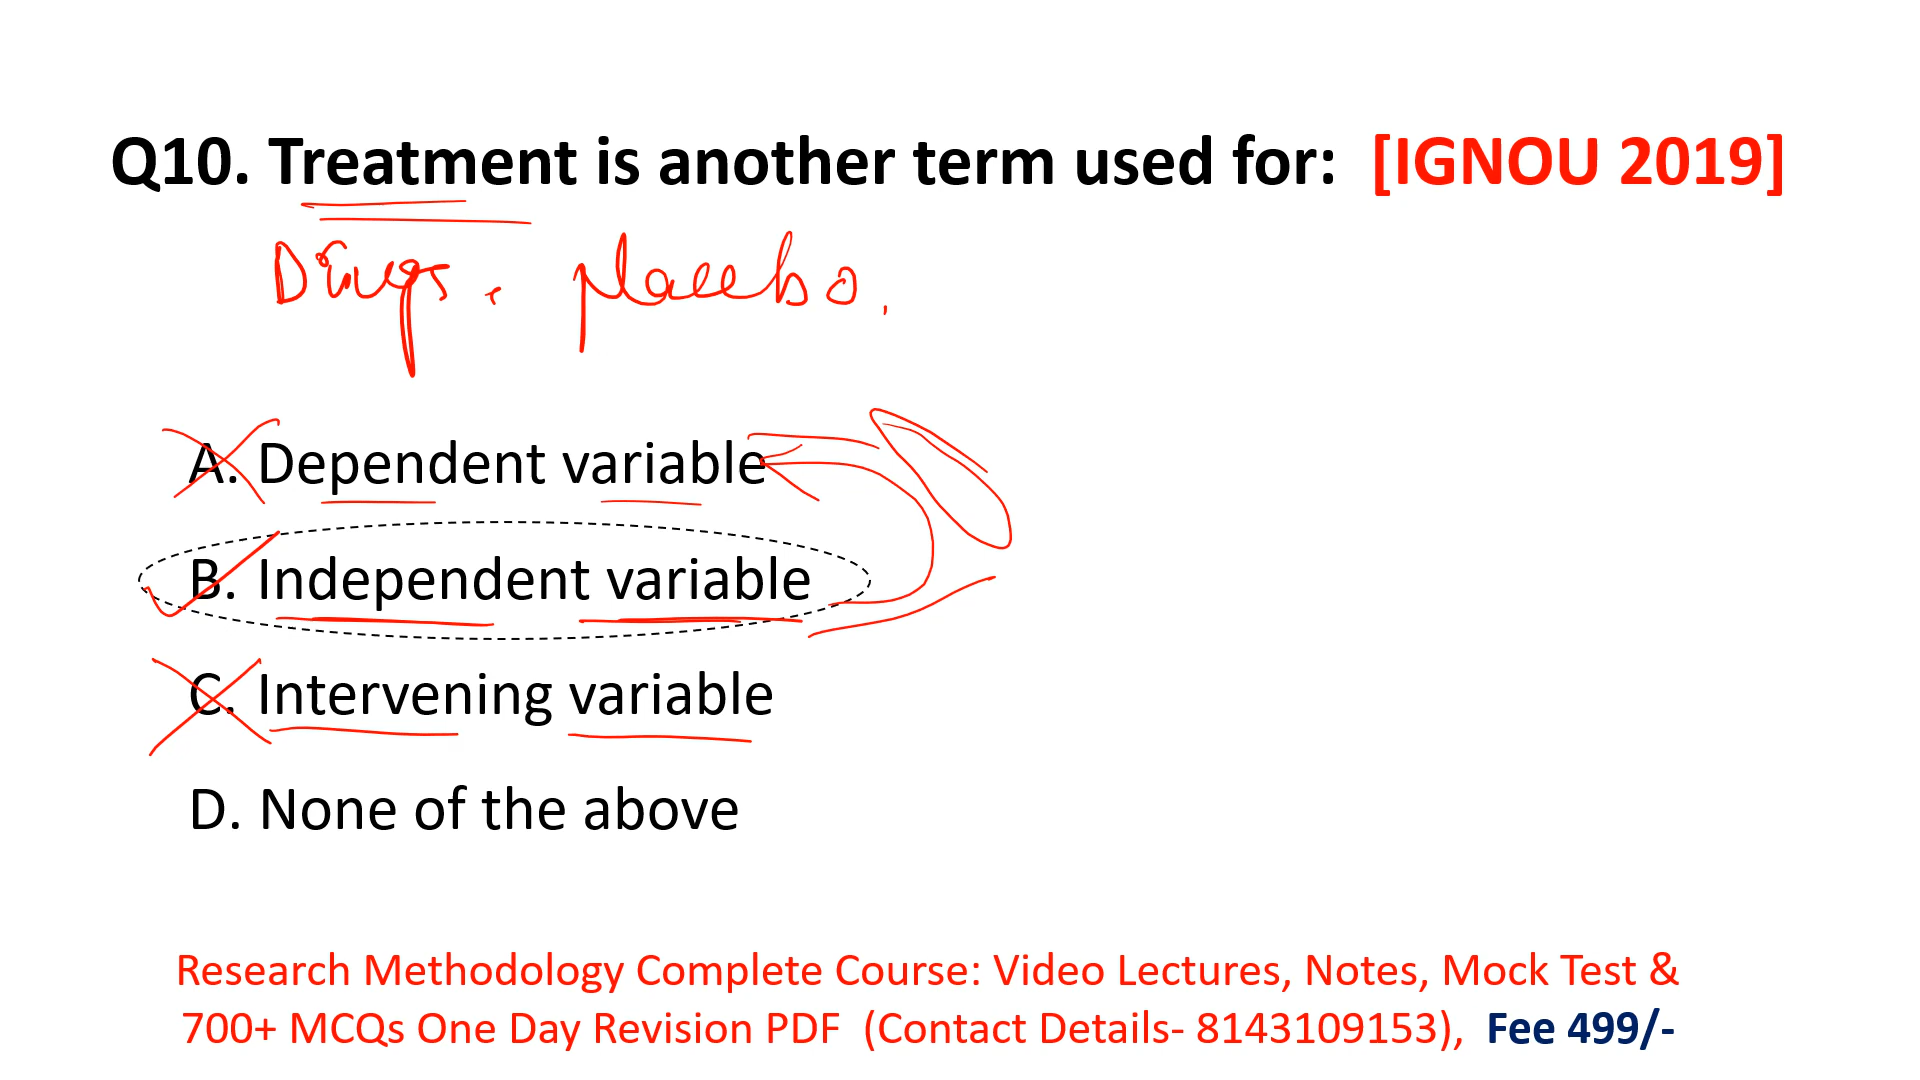 Q10. Treatment is another term used for: [IGNOU 2019]
Drugs. placebo.
A. Dependent variable
B. Independent variable
C. Intervening variable
D. None of the above
Research Methodology Complete Course: Video Lectures, Notes, Mock Test &
700+ MCQs One Day Revision PDF (Contact Details- 8143109153), Fee 499/-